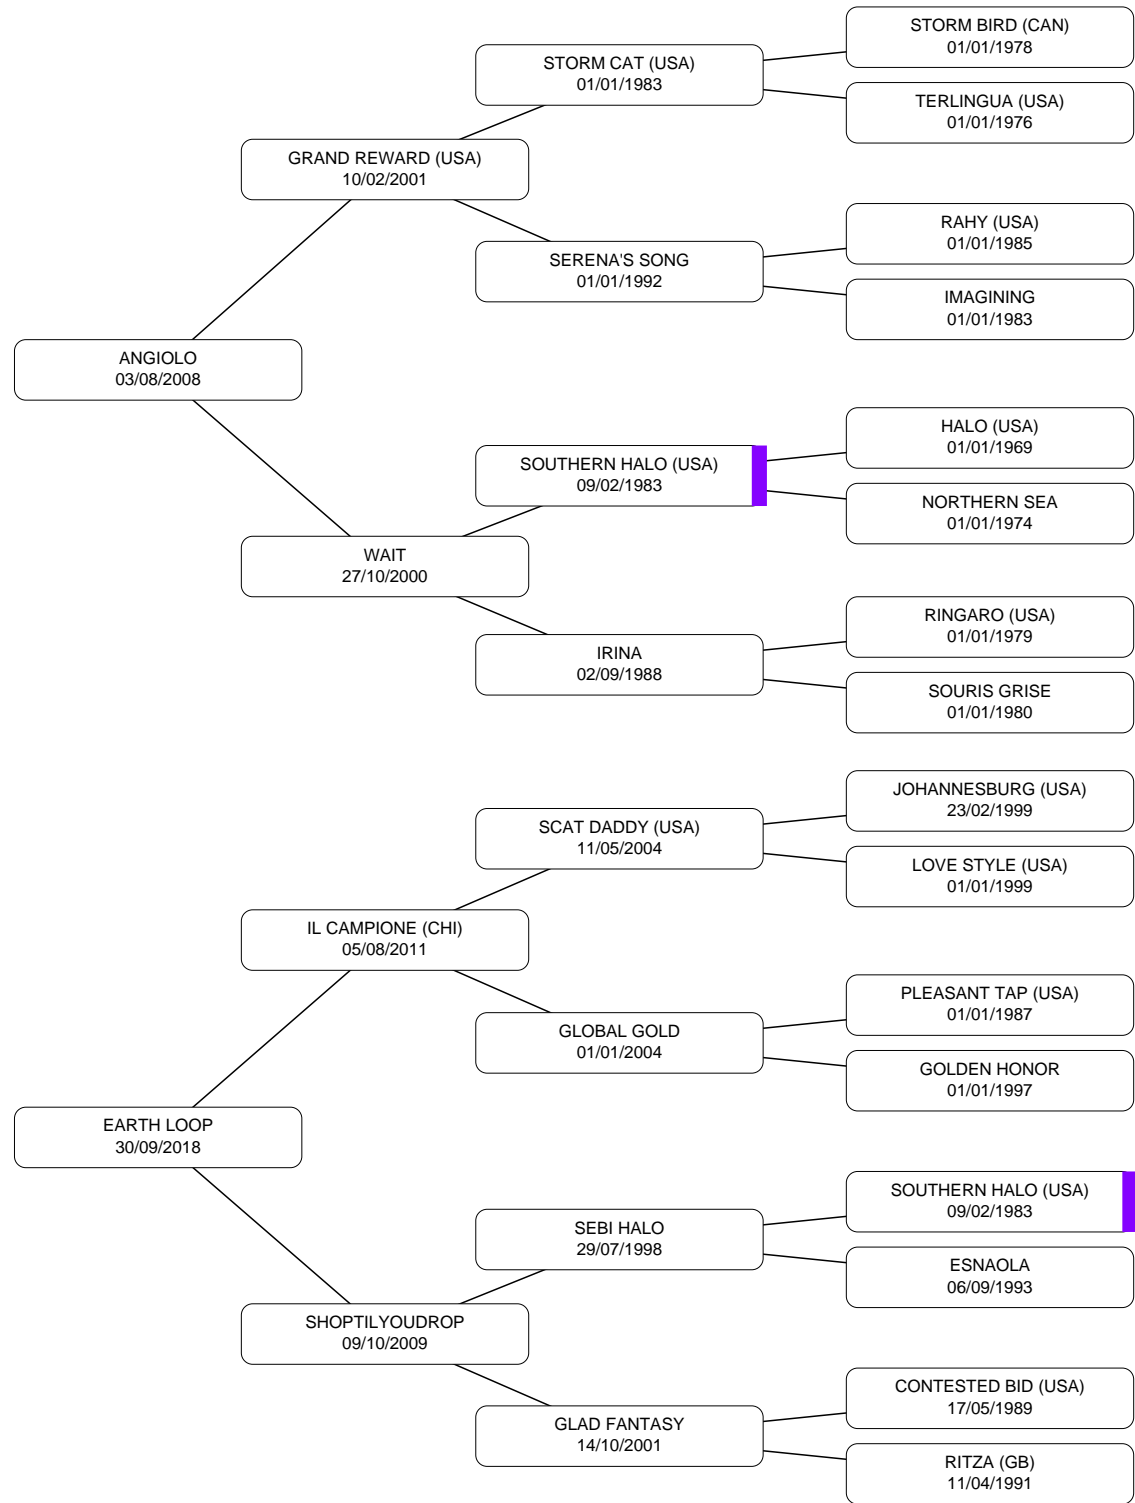 STORM BIRD (CAN)
01/01/1978
STORM CAT (USA)
01/01/1983
TERLINGUA (USA)
01/01/1976
GRAND REWARD (USA)
10/02/2001
RAHY (USA)
01/01/1985
SERENA'S SONG
01/01/1992
IMAGINING
01/01/1983
ANGIOLO
03/08/2008
HALO (USA)
01/01/1969
SOUTHERN HALO (USA)
09/02/1983
NORTHERN SEA
01/01/1974
WAIT
27/10/2000
RINGARO (USA)
01/01/1979
IRINA
02/09/1988
SOURIS GRISE
01/01/1980
JOHANNESBURG (USA)
23/02/1999
SCAT DADDY (USA)
11/05/2004
LOVE STYLE (USA)
01/01/1999
IL CAMPIONE (CHI)
05/08/2011
PLEASANT TAP (USA)
01/01/1987
GLOBAL GOLD
01/01/2004
GOLDEN HONOR
01/01/1997
EARTH LOOP
30/09/2018
SOUTHERN HALO (USA)
09/02/1983
SEBI HALO
29/07/1998
ESNAOLA
06/09/1993
SHOPTILYOUDROP
09/10/2009
CONTESTED BID (USA)
17/05/1989
GLAD FANTASY
14/10/2001
RITZA (GB)
11/04/1991